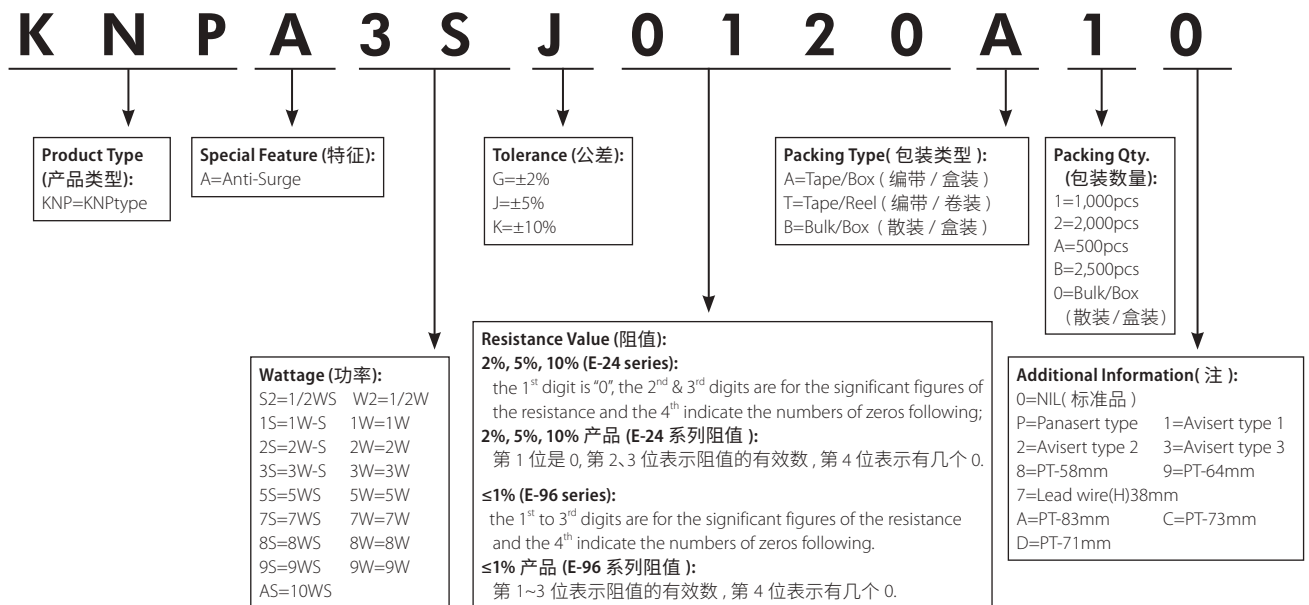 K N P A 3 S J 0 1 2 0 A 1 0
Product Type
(产品类型):
KNP=KNPtype
Special Feature (特征):
A=Anti-Surge
Tolerance (公差):
G=±2%
J=±5%
K=±10%
Packing Type( 包装类型 ):
A=Tape/Box ( 编带 / 盒装 )
T=Tape/Reel ( 编带 / 卷装 )
B=Bulk/Box ( 散装 / 盒装 )
Packing Qty.
(包装数量):
1=1,000pcs
2=2,000pcs
A=500pcs
B=2,500pcs
0=Bulk/Box
(散装/盒装)
Wattage (功率):
S2=1/2WS W2=1/2W
1S=1W-S 1W=1W
2S=2W-S 2W=2W
3S=3W-S 3W=3W
5S=5WS 5W=5W
7S=7WS 7W=7W
8S=8WS 8W=8W
9S=9WS 9W=9W
AS=10WS
Resistance Value (阻值):
2%, 5%, 10% (E-24 series):
the 1st digit is "0", the 2nd & 3rd digits are for the significant figures of
the resistance and the 4th indicate the numbers of zeros following;
2%, 5%, 10% 产品 (E-24 系列阻值 ):
第 1 位是 0, 第 2、3 位表示阻值的有效数 , 第 4 位表示有几个 0.
≤1% (E-96 series):
the 1st to 3rd digits are for the significant figures of the resistance
and the 4th indicate the numbers of zeros following.
≤1% 产品 (E-96 系列阻值 ):
第 1~3 位表示阻值的有效数 , 第 4 位表示有几个 0.
Additional Information( 注 ):
0=NIL( 标准品 )
P=Panasert type 1=Avisert type 1
2=Avisert type 2 3=Avisert type 3
8=PT-58mm 9=PT-64mm
7=Lead wire(H)38mm
A=PT-83mm C=PT-73mm
D=PT-71mm